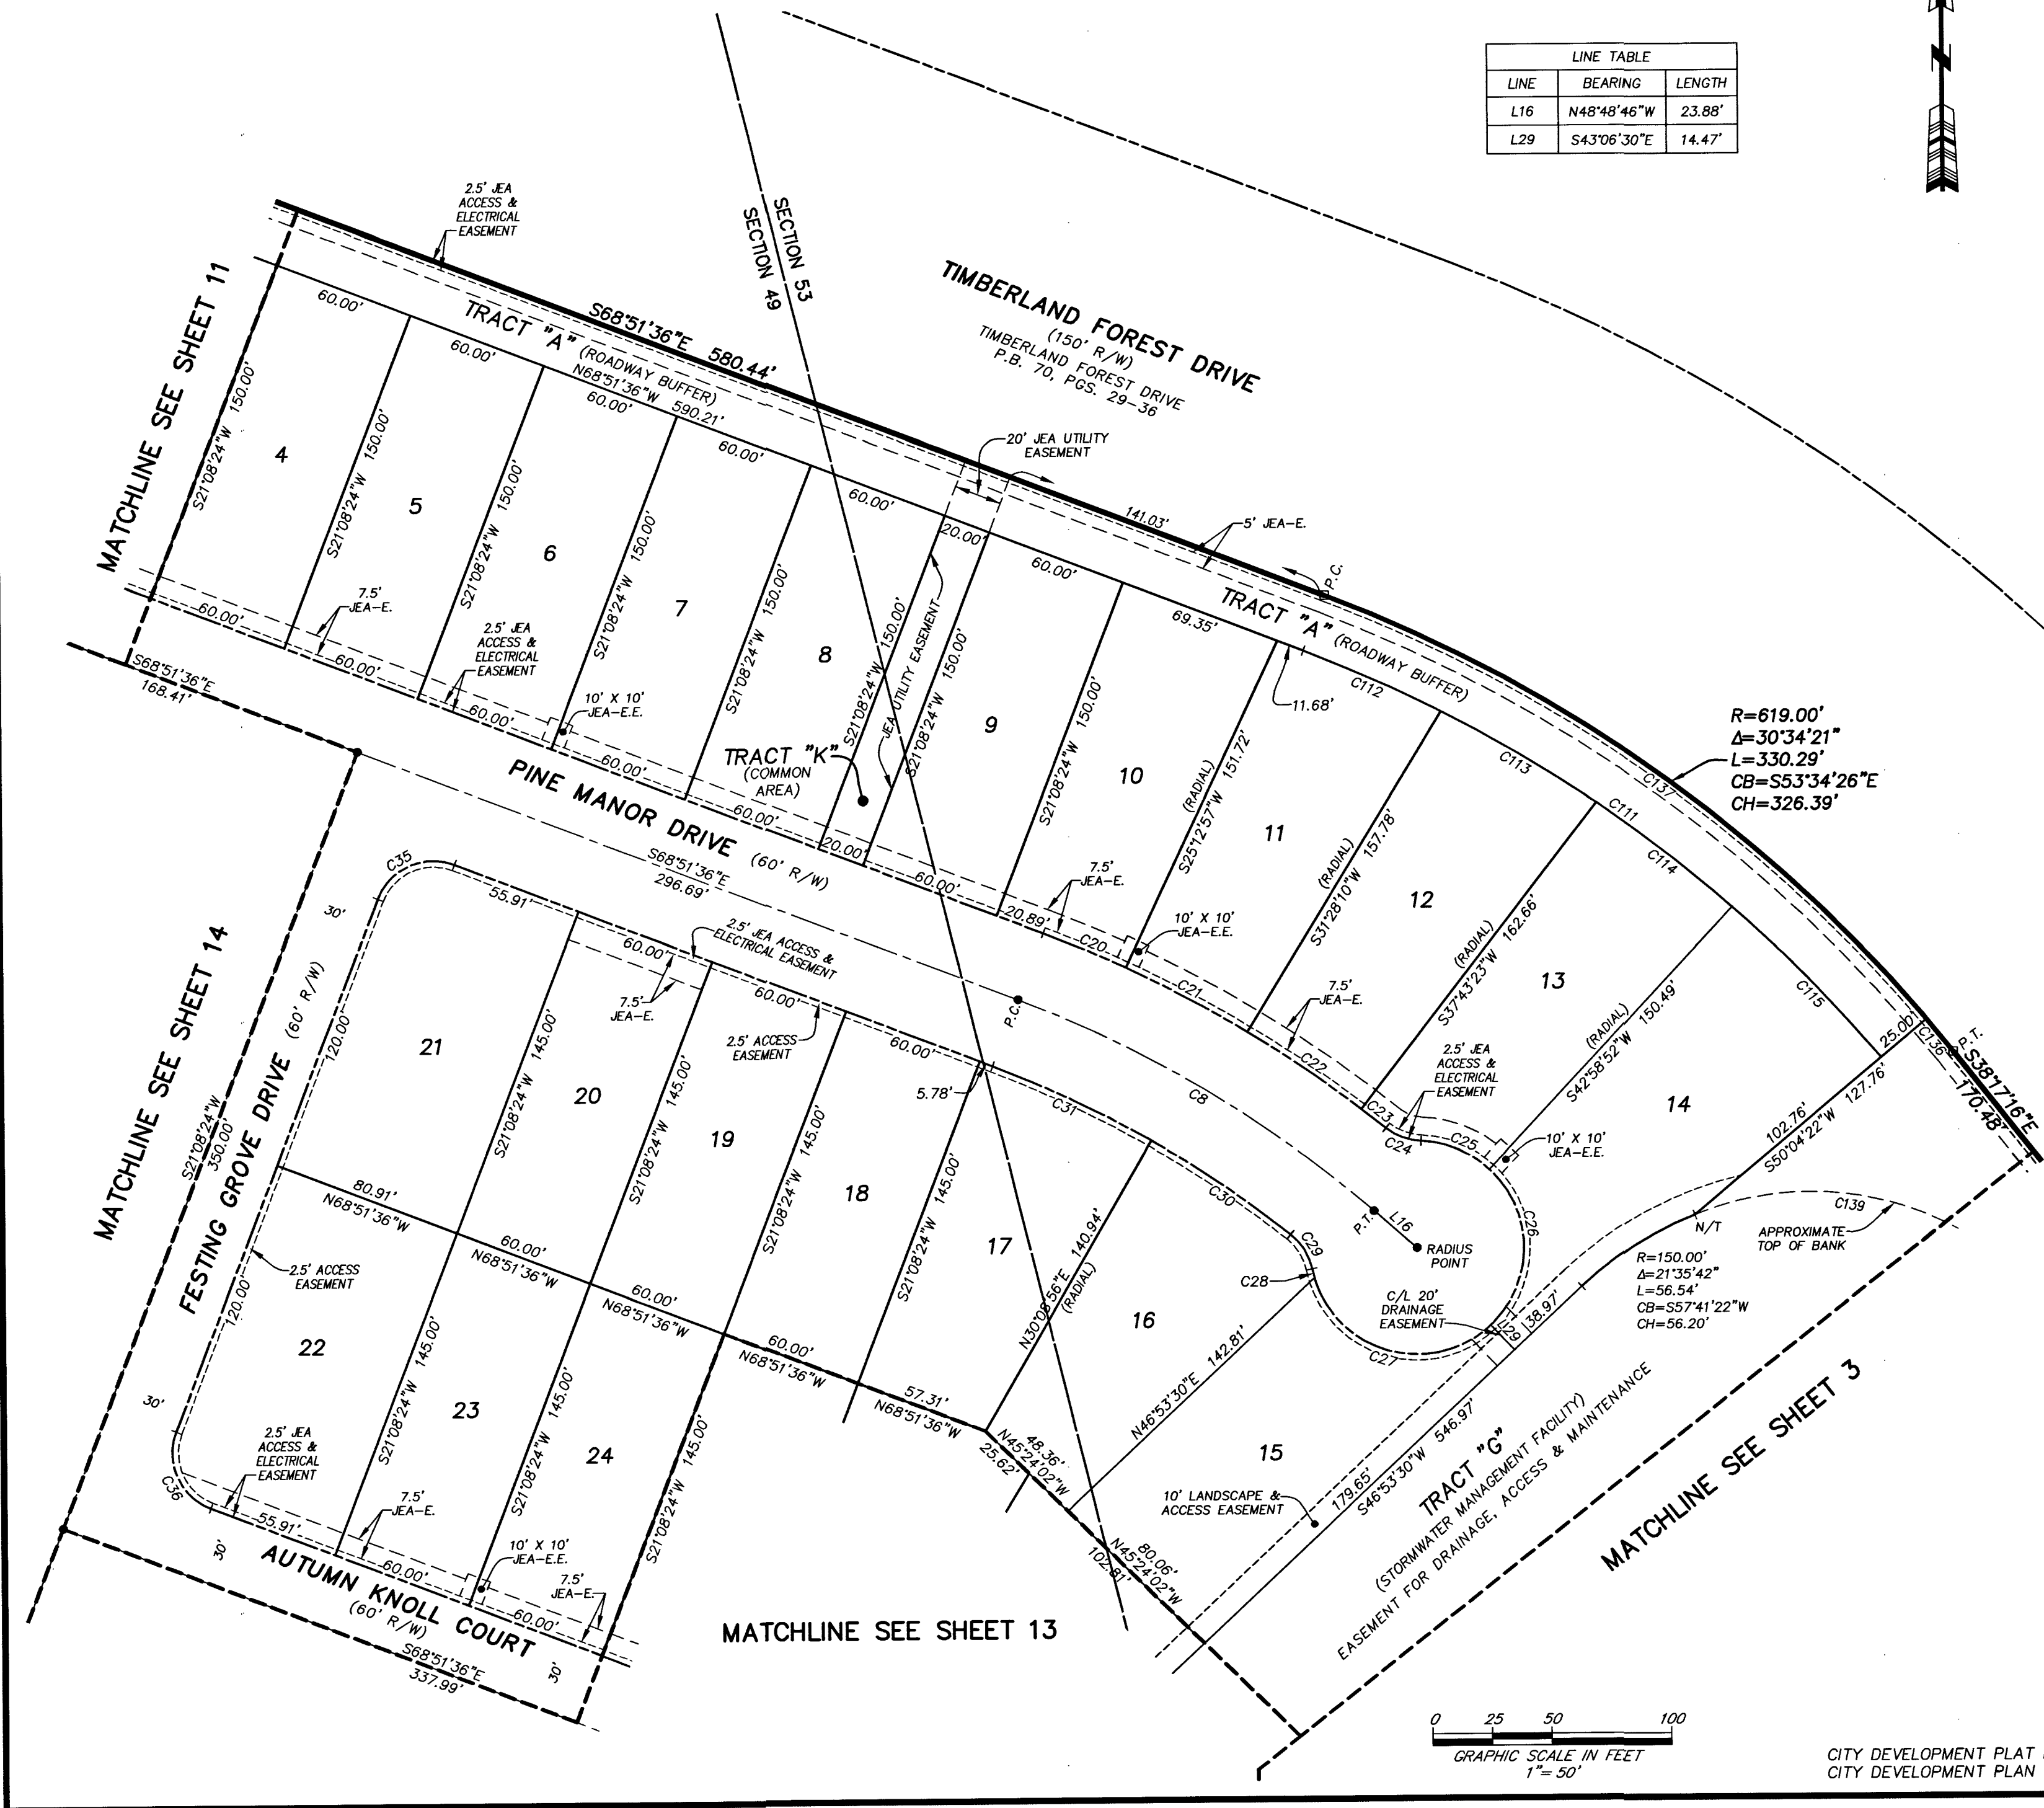 LINE TABLE
LINE BEARING LENGTH
L16 N48°48'46"W 23.88'
L29 S43°06'30"E 14.47'
N
2.5' JEA
ACCESS &
ELECTRICAL
EASEMENT
SECTION 53
SECTION 49
TIMBERLAND FOREST DRIVE
(150' R/W)
TIMBERLAND FOREST DRIVE
P.B. 70, PGS. 29-36
MATCHLINE SEE SHEET 11
S68°51'36"E 580.44'
TRACT "A" (ROADWAY BUFFER)
N68°51'36"W 590.21'
60.00'
60.00'
60.00'
60.00'
60.00'
20.00'
60.00'
69.35'
11.68'
20' JEA UTILITY
EASEMENT
141.03'
5' JEA-E.
P.C.
TRACT "A" (ROADWAY BUFFER)
C112
C113
C111
C114
C115
C137
R=619.00'
Δ=30°34'21"
L=330.29'
CB=S53°34'26"E
CH=326.39'
S21°08'24"W 150.00'
4
S21°08'24"W 150.00'
5
S21°08'24"W 150.00'
6
S21°08'24"W 150.00'
7
S21°08'24"W 150.00'
8
S21°08'24"W 150.00'
JEA UTILITY EASEMENT
S21°08'24"W 150.00'
9
S21°08'24"W 150.00'
10
(RADIAL)
S25°12'57"W 151.72'
11
(RADIAL)
S31°28'10"W 157.78'
12
(RADIAL)
S37°43'23"W 162.66'
13
(RADIAL)
S42°58'52"W 150.49'
14
102.76'
S50°04'22"W 127.76'
25.00'
C136
P.T.
S38°17'16"E
170.48'
7.5'
JEA-E.
2.5' JEA
ACCESS &
ELECTRICAL
EASEMENT
10' X 10'
JEA-E.E.
TRACT "K"
(COMMON
AREA)
60.00'
60.00'
60.00'
60.00'
60.00'
20.00'
60.00'
20.89'
C20
C21
C22
C23
C24
C25
C26
7.5'
JEA-E.
10' X 10'
JEA-E.E.
7.5'
JEA-E.
2.5' JEA
ACCESS &
ELECTRICAL
EASEMENT
10' X 10'
JEA-E.E.
S68°51'36"E
168.41'
PINE MANOR DRIVE (60' R/W)
S68°51'36"E
296.69'
P.C.
C8
P.T.
L16
RADIUS
POINT
MATCHLINE SEE SHEET 14
S21°08'24"W
350.00'
FESTING GROVE DRIVE (60' R/W)
30'
C35
55.91'
60.00'
60.00'
60.00'
5.78'
C31
C30
C29
C28
C27
2.5' JEA ACCESS &
ELECTRICAL EASEMENT
7.5'
JEA-E.
2.5' ACCESS
EASEMENT
120.00'
21
S21°08'24"W 145.00'
20
S21°08'24"W 145.00'
19
S21°08'24"W 145.00'
18
S21°08'24"W 145.00'
17
N30°08'56"E 140.94'
(RADIAL)
16
N46°53'30"E 142.81'
15
80.91'
N68°51'36"W
60.00'
N68°51'36"W
60.00'
N68°51'36"W
60.00'
N68°51'36"W
57.31'
N68°51'36"W
48.36'
N45°24'02"W
25.62'
80.06'
N45°24'02"W
102.81'
2.5' ACCESS
EASEMENT
120.00'
22
S21°08'24"W 145.00'
23
S21°08'24"W 145.00'
24
S21°08'24"W 145.00'
30'
C36
2.5' JEA
ACCESS &
ELECTRICAL
EASEMENT
7.5'
JEA-E.
10' X 10'
JEA-E.E.
7.5'
JEA-E.
55.91'
60.00'
60.00'
30'
AUTUMN KNOLL COURT
(60' R/W)
S68°51'36"E
337.99'
30'
MATCHLINE SEE SHEET 13
C/L 20'
DRAINAGE
EASEMENT
L29
38.97'
N/T
C139
APPROXIMATE
TOP OF BANK
R=150.00'
Δ=21°35'42"
L=56.54'
CB=S57°41'22"W
CH=56.20'
10' LANDSCAPE &
ACCESS EASEMENT
179.65'
S46°53'30"W 546.97'
TRACT "G"
(STORMWATER MANAGEMENT FACILITY)
EASEMENT FOR DRAINAGE, ACCESS & MAINTENANCE
MATCHLINE SEE SHEET 3
0 25 50 100
GRAPHIC SCALE IN FEET
1"= 50'
CITY DEVELOPMENT PLAT
CITY DEVELOPMENT PLAN